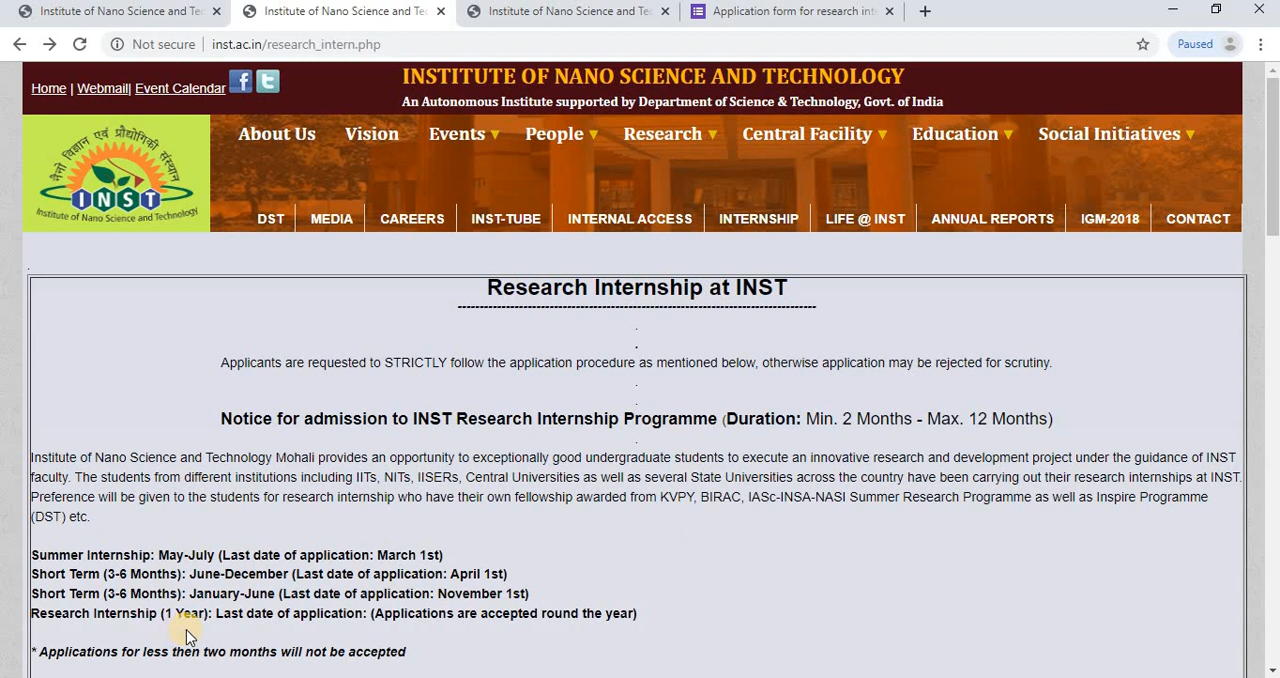 Institute of Nano Science and Te
Institute of Nano Science and Te
Institute of Nano Science and Te
Application form for research int
Not secure | inst.ac.in/research_intern.php
Paused
Home | Webmail| Event Calendar
INSTITUTE OF NANO SCIENCE AND TECHNOLOGY
An Autonomous Institute supported by Department of Science & Technology, Govt. of India
नैनो विज्ञान एवं प्रौद्योगिकी संस्थान
INST
Institute of Nano Science and Technology
About Us Vision Events People Research Central Facility Education Social Initiatives
DST MEDIA CAREERS INST-TUBE INTERNAL ACCESS INTERNSHIP LIFE @ INST ANNUAL REPORTS IGM-2018 CONTACT
Research Internship at INST
Applicants are requested to STRICTLY follow the application procedure as mentioned below, otherwise application may be rejected for scrutiny.
Notice for admission to INST Research Internship Programme (Duration: Min. 2 Months - Max. 12 Months)
Institute of Nano Science and Technology Mohali provides an opportunity to exceptionally good undergraduate students to execute an innovative research and development project under the guidance of INST
faculty. The students from different institutions including IITs, NITs, IISERs, Central Universities as well as several State Universities across the country have been carrying out their research internships at INST.
Preference will be given to the students for research internship who have their own fellowship awarded from KVPY, BIRAC, IASc-INSA-NASI Summer Research Programme as well as Inspire Programme
(DST) etc.
Summer Internship: May-July (Last date of application: March 1st)
Short Term (3-6 Months): June-December (Last date of application: April 1st)
Short Term (3-6 Months): January-June (Last date of application: November 1st)
Research Internship (1 Year): Last date of application: (Applications are accepted round the year)
* Applications for less then two months will not be accepted